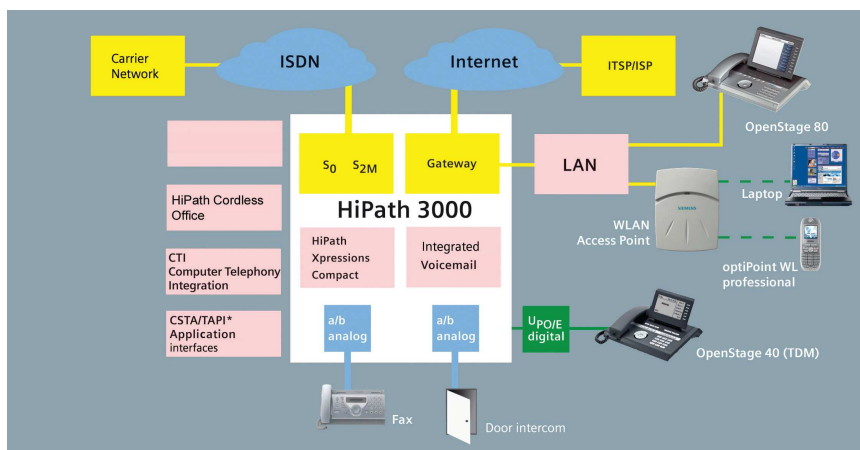 Carrier
Network
ISDN
Internet
ITSP/ISP
OpenStage 80
S0 S2M
Gateway
LAN
HiPath 3000
HiPath Cordless
Office
CTI
Computer Telephony
Integration
CSTA/TAPI*
Application
interfaces
HiPath
Xpressions
Compact
Integrated
Voicemail
SIEMENS
WLAN
Access Point
Laptop
optiPoint WL
professional
a/b
analog
a/b
analog
UPO/E
digital
OpenStage 40 (TDM)
Fax
Door intercom